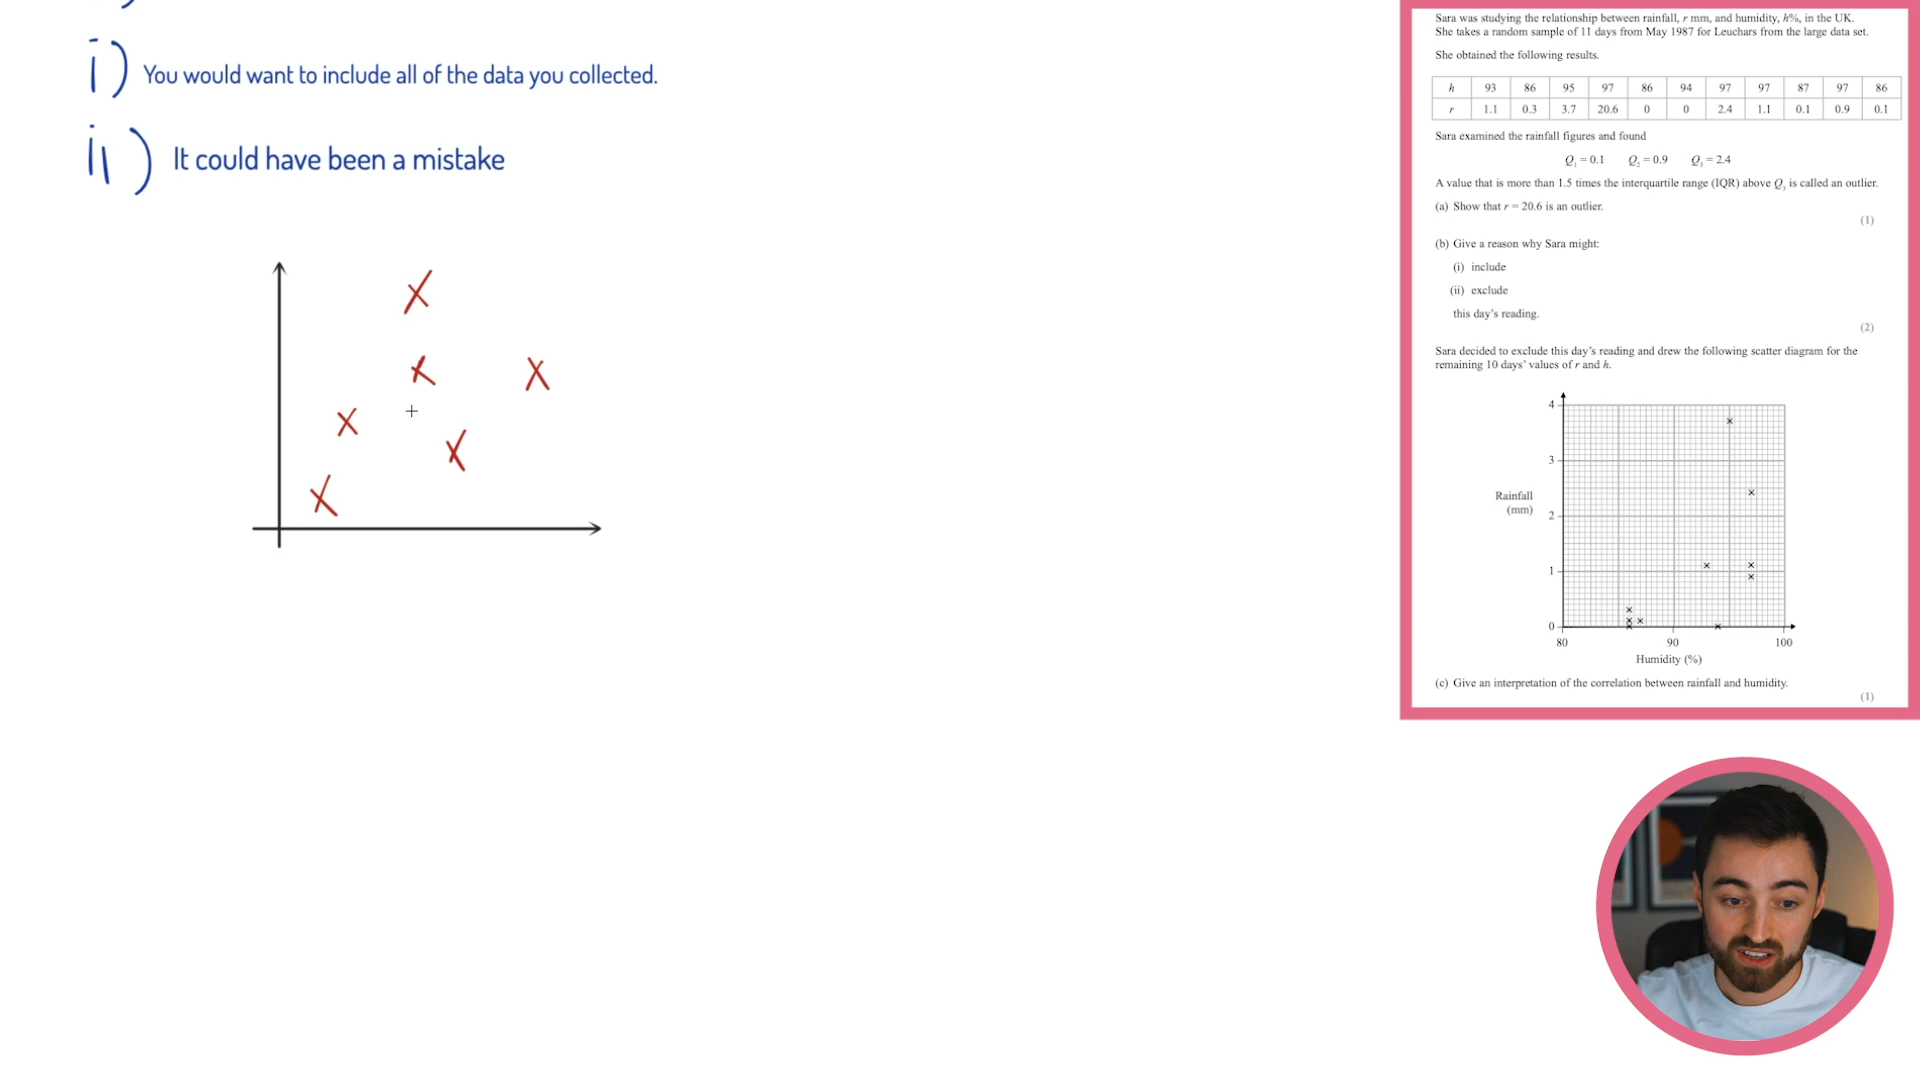 i) You would want to include all of the data you collected.
ii) It could have been a mistake
Sara was studying the relationship between rainfall, r mm, and humidity, h%, in the UK.
She takes a random sample of 11 days from May 1987 for Leuchars from the large data set.
She obtained the following results.
h 93 86 95 97 86 94 97 97 87 97 86
r 1.1 0.3 3.7 20.6 0 0 2.4 1.1 0.1 0.9 0.1
Sara examined the rainfall figures and found
Q₁ = 0.1 Q₂ = 0.9 Q₃ = 2.4
A value that is more than 1.5 times the interquartile range (IQR) above Q₃ is called an outlier.
(a) Show that r = 20.6 is an outlier.
(1)
(b) Give a reason why Sara might:
(i) include
(ii) exclude
this day's reading.
(2)
Sara decided to exclude this day's reading and drew the following scatter diagram for the
remaining 10 days' values of r and h.
4
3
Rainfall
(mm)
2
1
0
80 90 100
Humidity (%)
(c) Give an interpretation of the correlation between rainfall and humidity.
(1)